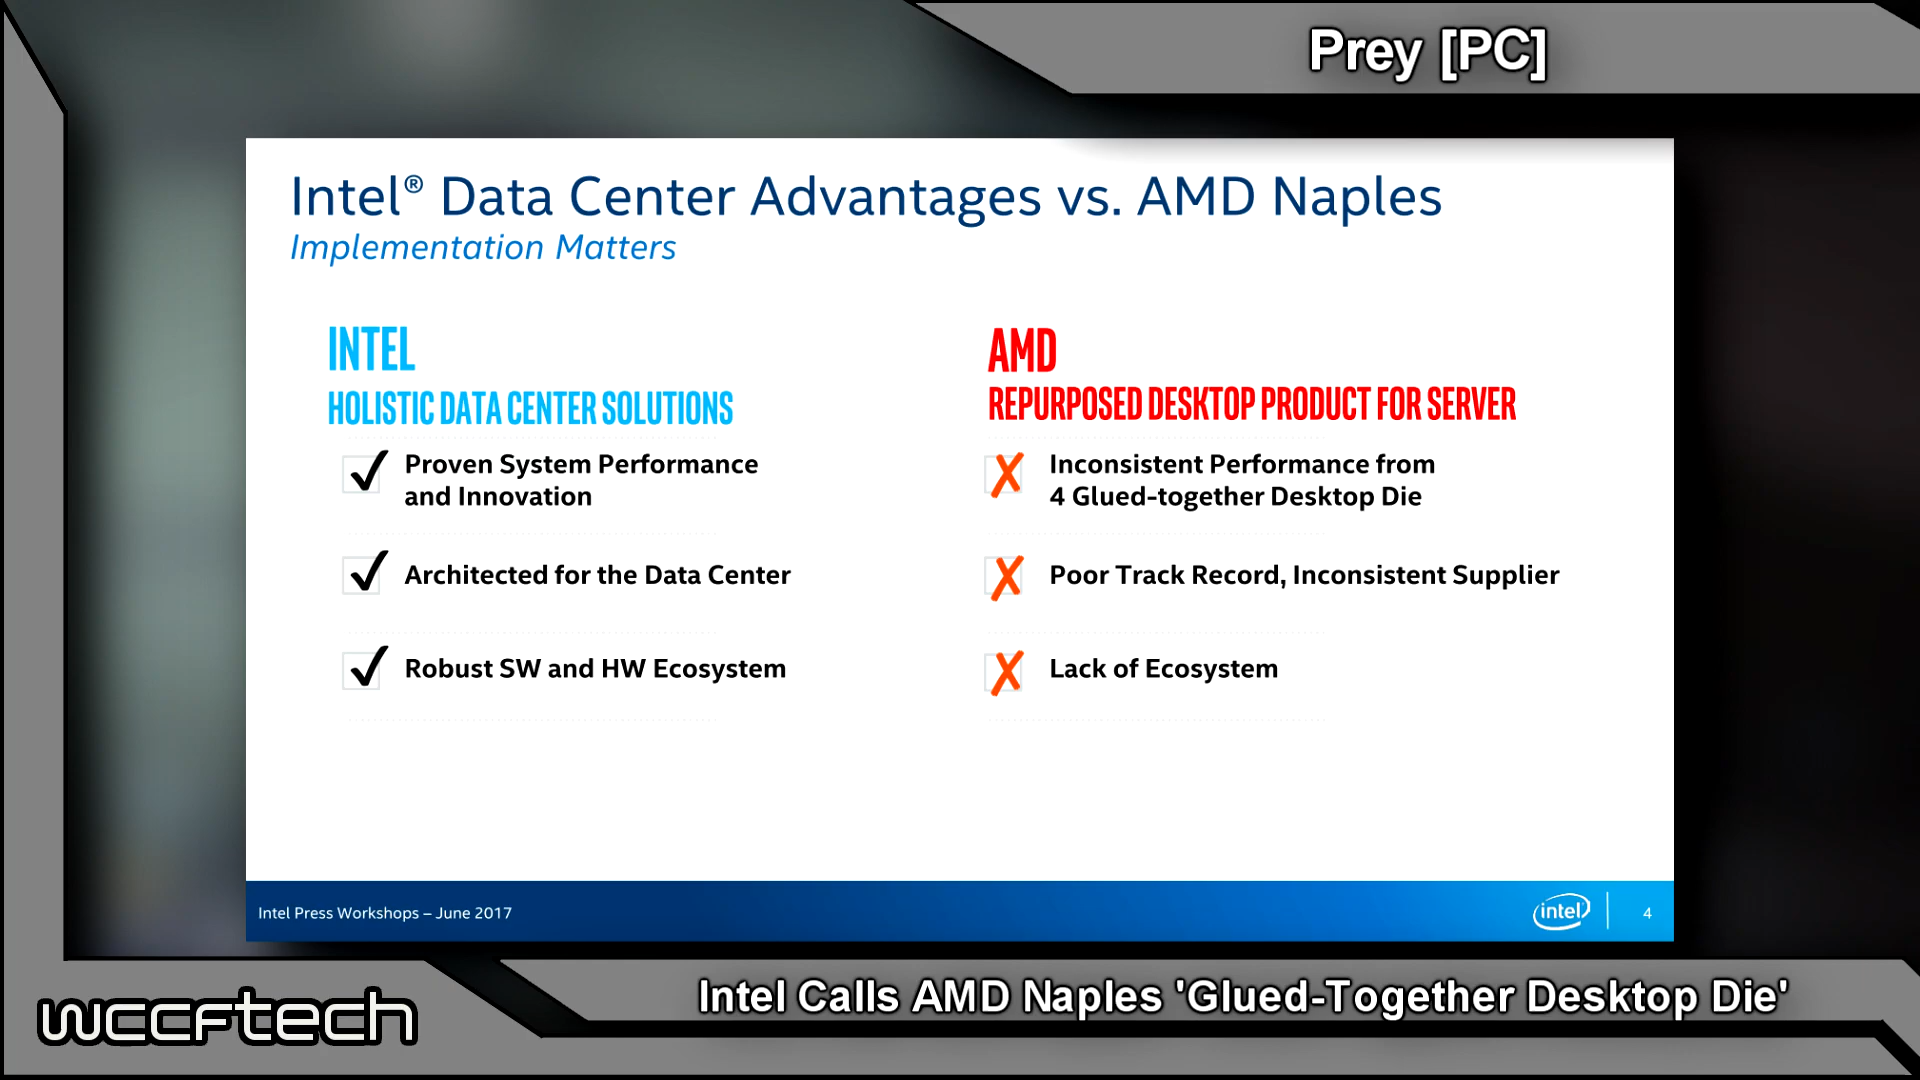 Prey [PC]
Intel® Data Center Advantages vs. AMD Naples
Implementation Matters
INTEL
HOLISTIC DATA CENTER SOLUTIONS
Proven System Performance
and Innovation
Architected for the Data Center
Robust SW and HW Ecosystem
AMD
REPURPOSED DESKTOP PRODUCT FOR SERVER
Inconsistent Performance from
4 Glued-together Desktop Die
Poor Track Record, Inconsistent Supplier
Lack of Ecosystem
Intel Press Workshops – June 2017
intel
4
wccftech
Intel Calls AMD Naples 'Glued-Together Desktop Die'